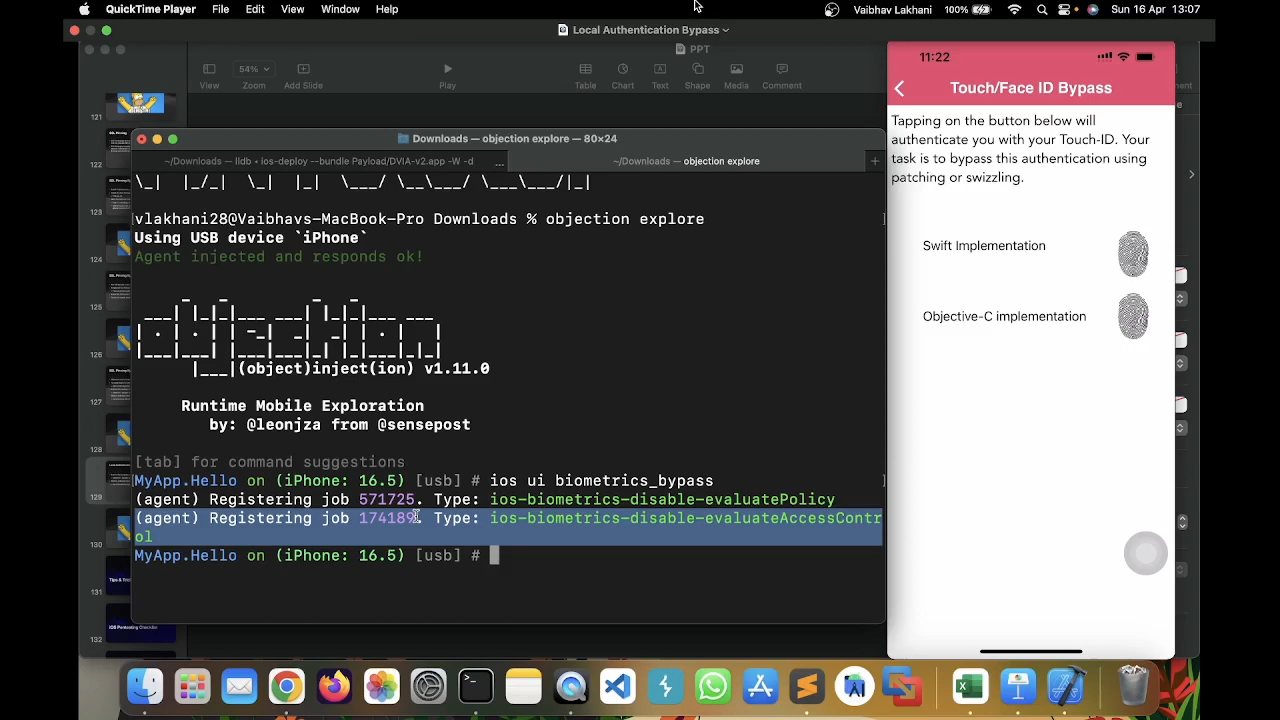 QuickTime Player File Edit View Window Help
Vaibhav Lakhani 100% Sun 16 Apr 13:07
Local Authentication Bypass
PPT
54%
View Zoom Add Slide Play Table Chart Text Shape Media Comment
121
122
123
124
125
126
127
128
129
130
131
132
Tips & Tric
iOS Pentesting Checklist
Downloads — objection explore — 80×24
~/Downloads — lldb • ios-deploy --bundle Payload/DVIA-v2.app -W -d ...
~/Downloads — objection explore
vlakhani28@Vaibhavs-MacBook-Pro Downloads % objection explore
Using USB device `iPhone`
Agent injected and responds ok!
|___|(object)inject(ion) v1.11.0
Runtime Mobile Exploration
by: @leonjza from @sensepost
[tab] for command suggestions
MyApp.Hello on (iPhone: 16.5) [usb] # ios ui biometrics_bypass
(agent) Registering job 571725. Type: ios-biometrics-disable-evaluatePolicy
(agent) Registering job 174189. Type: ios-biometrics-disable-evaluateAccessContr
ol
MyApp.Hello on (iPhone: 16.5) [usb] #
11:22
Touch/Face ID Bypass
Tapping on the button below will
authenticate you with your Touch-ID. Your
task is to bypass this authentication using
patching or swizzling.
Swift Implementation
Objective-C implementation